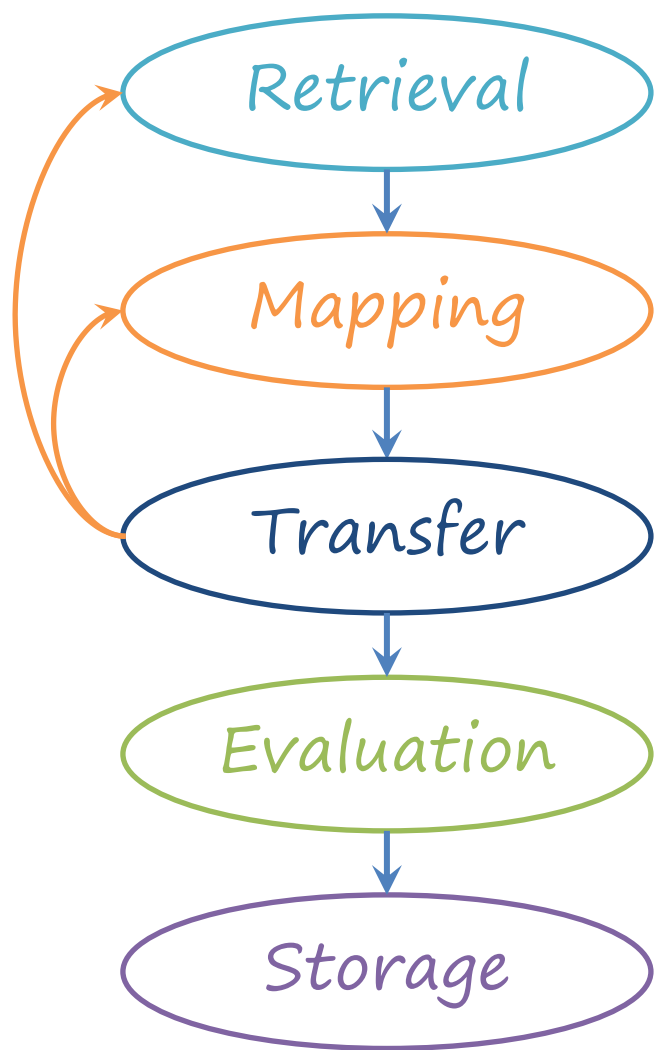 Retrieval
Mapping
Transfer
Evaluation
Storage